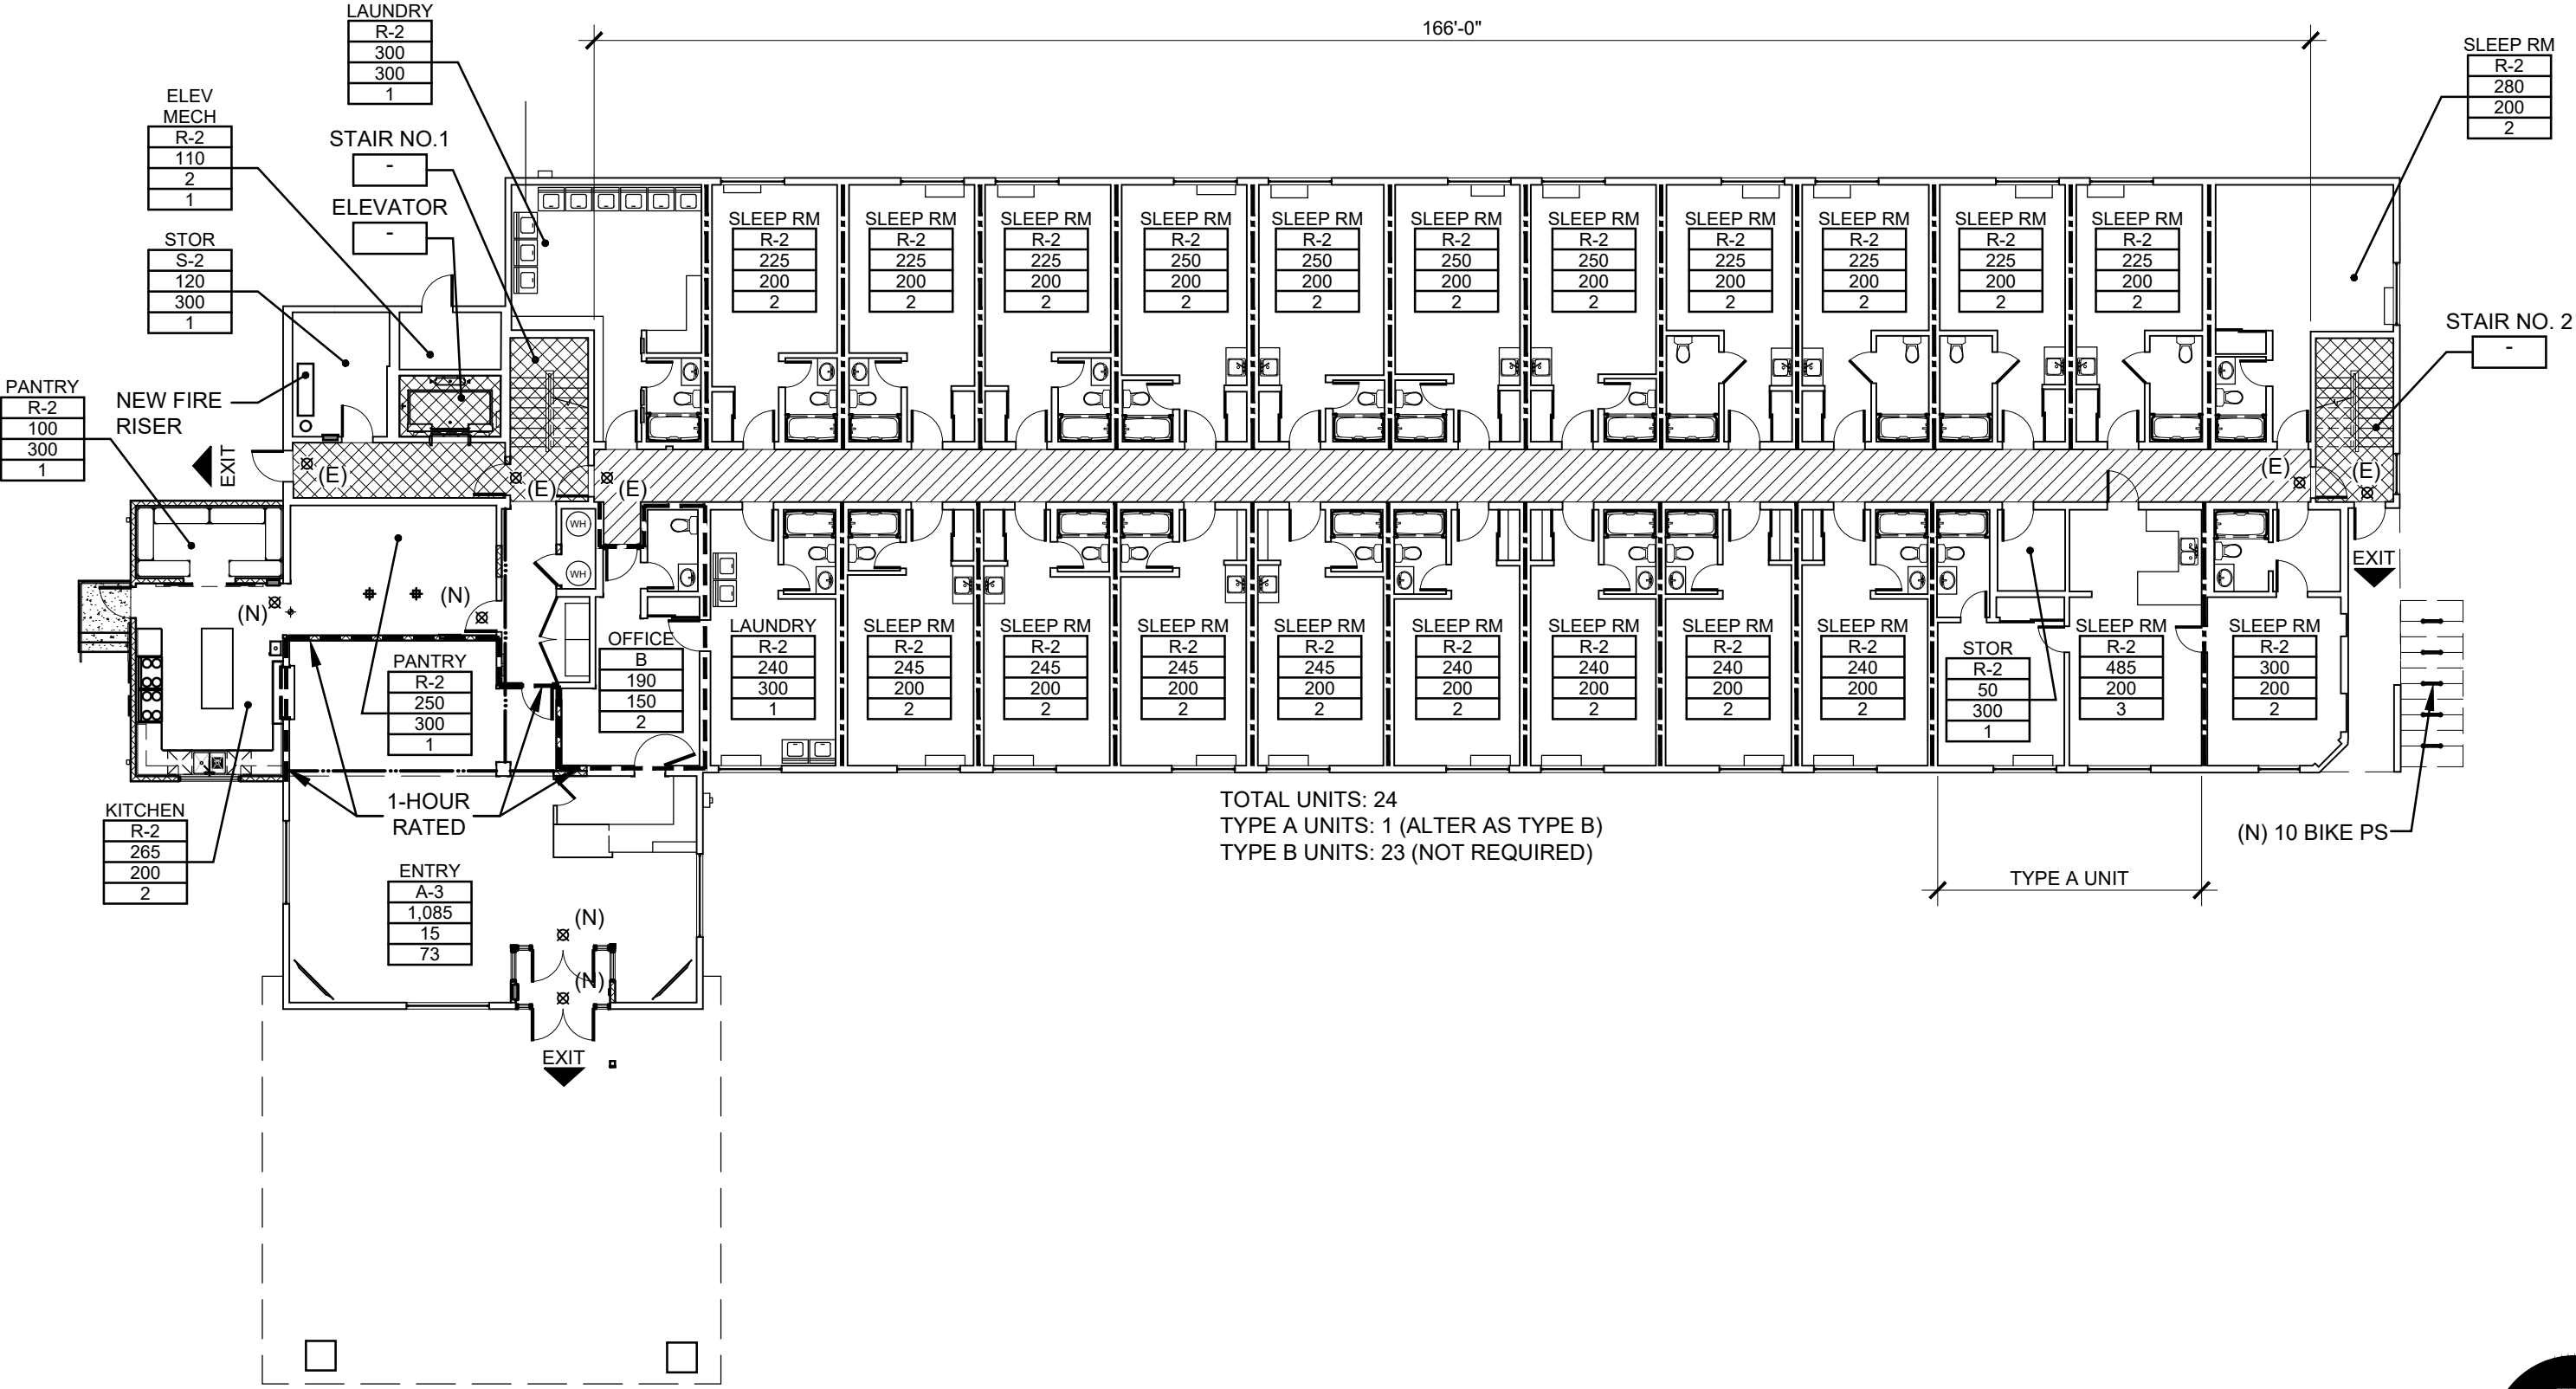 LAUNDRY
R-2
300
300
1
166'-0"
SLEEP RM
R-2
280
200
2
ELEV
MECH
R-2
110
2
1
STAIR NO.1
-
ELEVATOR
-
STOR
S-2
120
300
1
SLEEP RM
R-2
225
200
2
SLEEP RM
R-2
225
200
2
SLEEP RM
R-2
225
200
2
SLEEP RM
R-2
250
200
2
SLEEP RM
R-2
250
200
2
SLEEP RM
R-2
250
200
2
SLEEP RM
R-2
250
200
2
SLEEP RM
R-2
225
200
2
SLEEP RM
R-2
225
200
2
SLEEP RM
R-2
225
200
2
SLEEP RM
R-2
225
200
2
STAIR NO. 2
-
PANTRY
R-2
100
300
1
NEW FIRE
RISER
EXIT
(E)
(E)
(E)
(E)
(E)
WH
WH
EXIT
(N)
(N)
OFFICE
B
190
150
2
PANTRY
R-2
250
300
1
LAUNDRY
R-2
240
300
1
SLEEP RM
R-2
245
200
2
SLEEP RM
R-2
245
200
2
SLEEP RM
R-2
245
200
2
SLEEP RM
R-2
245
200
2
SLEEP RM
R-2
240
200
2
SLEEP RM
R-2
240
200
2
SLEEP RM
R-2
240
200
2
SLEEP RM
R-2
240
200
2
STOR
R-2
50
300
1
SLEEP RM
R-2
485
200
3
SLEEP RM
R-2
300
200
2
KITCHEN
R-2
265
200
2
1-HOUR
RATED
TOTAL UNITS: 24
TYPE A UNITS: 1 (ALTER AS TYPE B)
TYPE B UNITS: 23 (NOT REQUIRED)
(N) 10 BIKE PS
TYPE A UNIT
ENTRY
A-3
1,085
15
73
(N)
(N)
EXIT